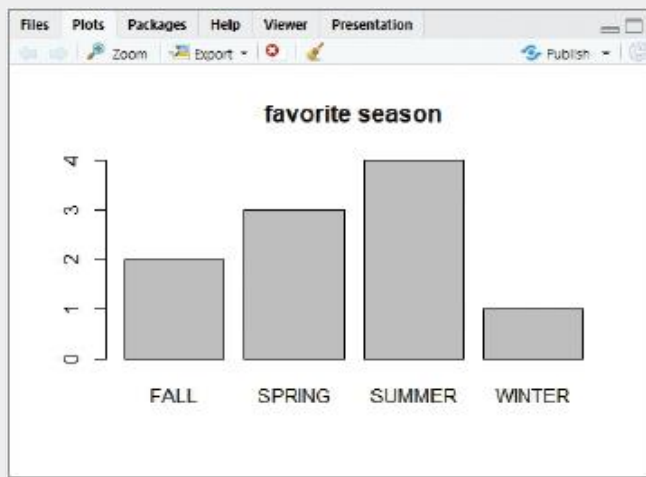 Files Plots Packages Help Viewer Presentation
Zoom Export Publish
favorite season
4
3
2
1
0
FALL SPRING SUMMER WINTER